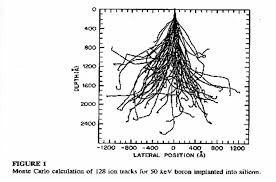 0
400
800
1200
1600
2000
2400
DEPTH (Å)
-1200 -800 -400 0 400 800 1200
LATERAL POSITION (Å)
FIGURE 1
Monte Carlo calculation of 128 ion tracks for 50 keV boron implanted into silicon.